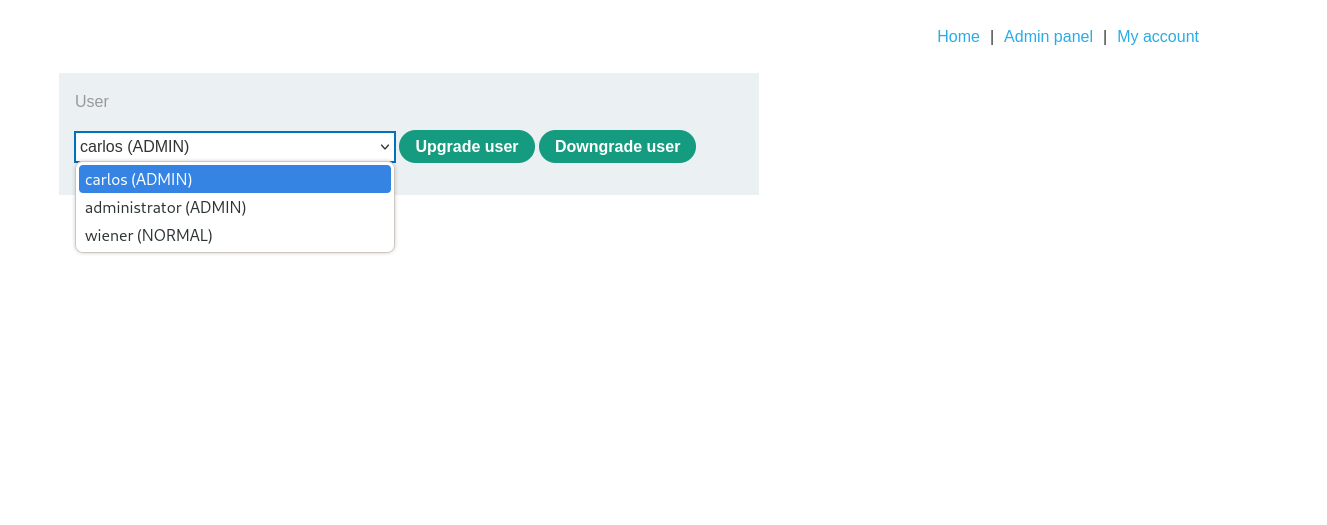 Home | Admin panel | My account
User
carlos (ADMIN) Upgrade user Downgrade user
carlos (ADMIN)
administrator (ADMIN)
wiener (NORMAL)